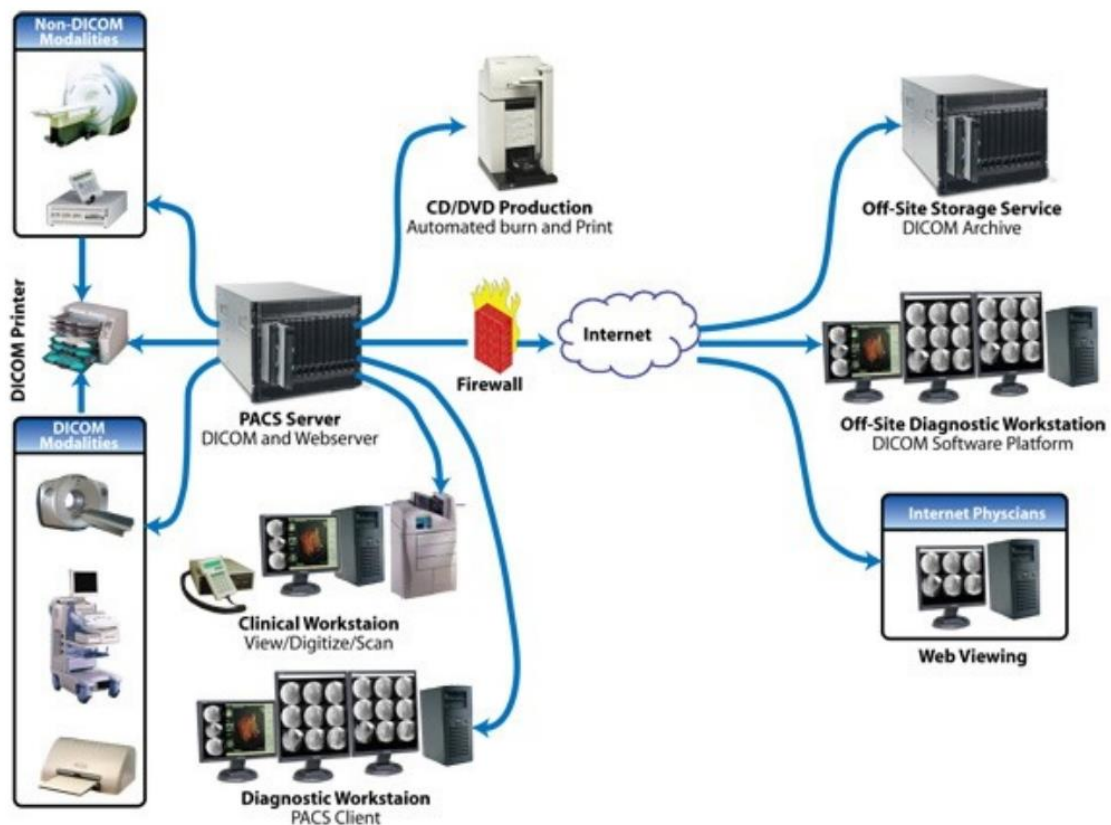 Non-DICOM
Modalities
CD/DVD Production
Automated burn and Print
Off-Site Storage Service
DICOM Archive
DICOM Printer
Internet
Firewall
PACS Server
DICOM and Webserver
Off-Site Diagnostic Workstation
DICOM Software Platform
DICOM
Modalities
Internet Physcians
Clinical Workstaion
View/Digitize/Scan
Web Viewing
Diagnostic Workstaion
PACS Client